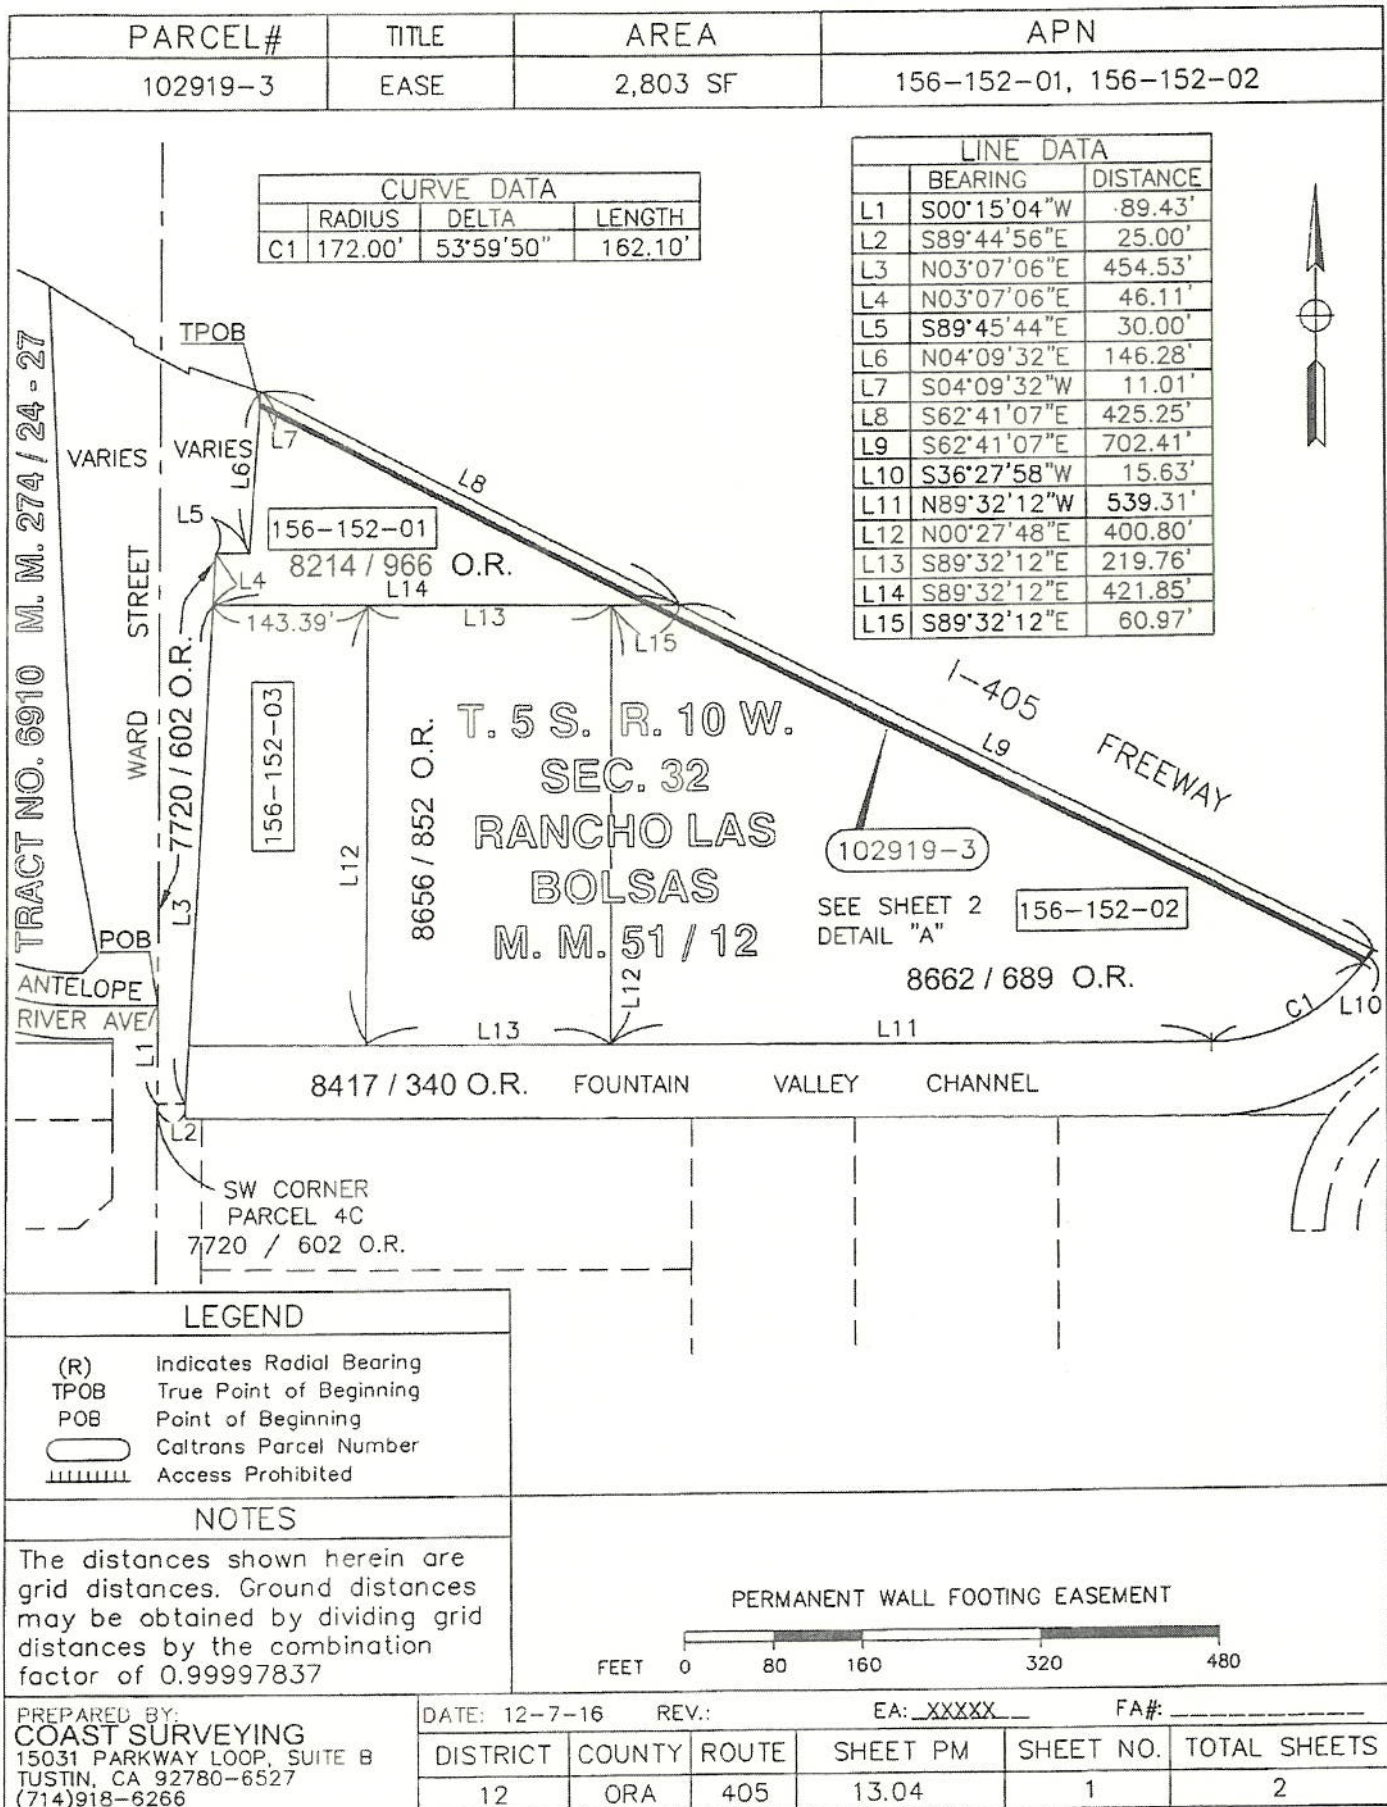 PARCEL# TITLE AREA APN
102919-3 EASE 2,803 SF 156-152-01, 156-152-02
LINE DATA
BEARING DISTANCE
L1 S00°15'04"W 89.43'
L2 S89°44'56"E 25.00'
L3 N03°07'06"E 454.53'
L4 N03°07'06"E 46.11'
L5 S89°45'44"E 30.00'
L6 N04°09'32"E 146.28'
L7 S04°09'32"W 11.01'
L8 S62°41'07"E 425.25'
L9 S62°41'07"E 702.41'
L10 S36°27'58"W 15.63'
L11 N89°32'12"W 539.31'
L12 N00°27'48"E 400.80'
L13 S89°32'12"E 219.76'
L14 S89°32'12"E 421.85'
L15 S89°32'12"E 60.97'
CURVE DATA
RADIUS DELTA LENGTH
C1 172.00' 53°59'50" 162.10'
TPOB
TRACT NO. 6910 M. M. 274 / 24 - 27
VARIES
VARIES
L6
L7
L8
L5
156-152-01
8214 / 966 O.R.
L4
L14
143.39'
L13
L15
WARD STREET
7720 / 602 O.R.
L3
156-152-03
L12
8656 / 852 O.R.
T. 5 S. R. 10 W.
SEC. 32
RANCHO LAS
BOLSAS
M. M. 51 / 12
I-405 FREEWAY
L9
102919-3
SEE SHEET 2
DETAIL "A"
156-152-02
8662 / 689 O.R.
POB
ANTELOPE
RIVER AVE
L1
L12
L13
L11
C1
L10
8417 / 340 O.R. FOUNTAIN VALLEY CHANNEL
L2
SW CORNER
PARCEL 4C
7720 / 602 O.R.
LEGEND
(R) Indicates Radial Bearing
TPOB True Point of Beginning
POB Point of Beginning
Caltrans Parcel Number
Access Prohibited
NOTES
The distances shown herein are
grid distances. Ground distances
may be obtained by dividing grid
distances by the combination
factor of 0.99997837
PERMANENT WALL FOOTING EASEMENT
FEET 0 80 160 320 480
PREPARED BY:
COAST SURVEYING
15031 PARKWAY LOOP, SUITE B
TUSTIN, CA 92780-6527
(714)918-6266
DATE: 12-7-16 REV.: EA: XXXXX FA#:
DISTRICT COUNTY ROUTE SHEET PM SHEET NO. TOTAL SHEETS
12 ORA 405 13.04 1 2